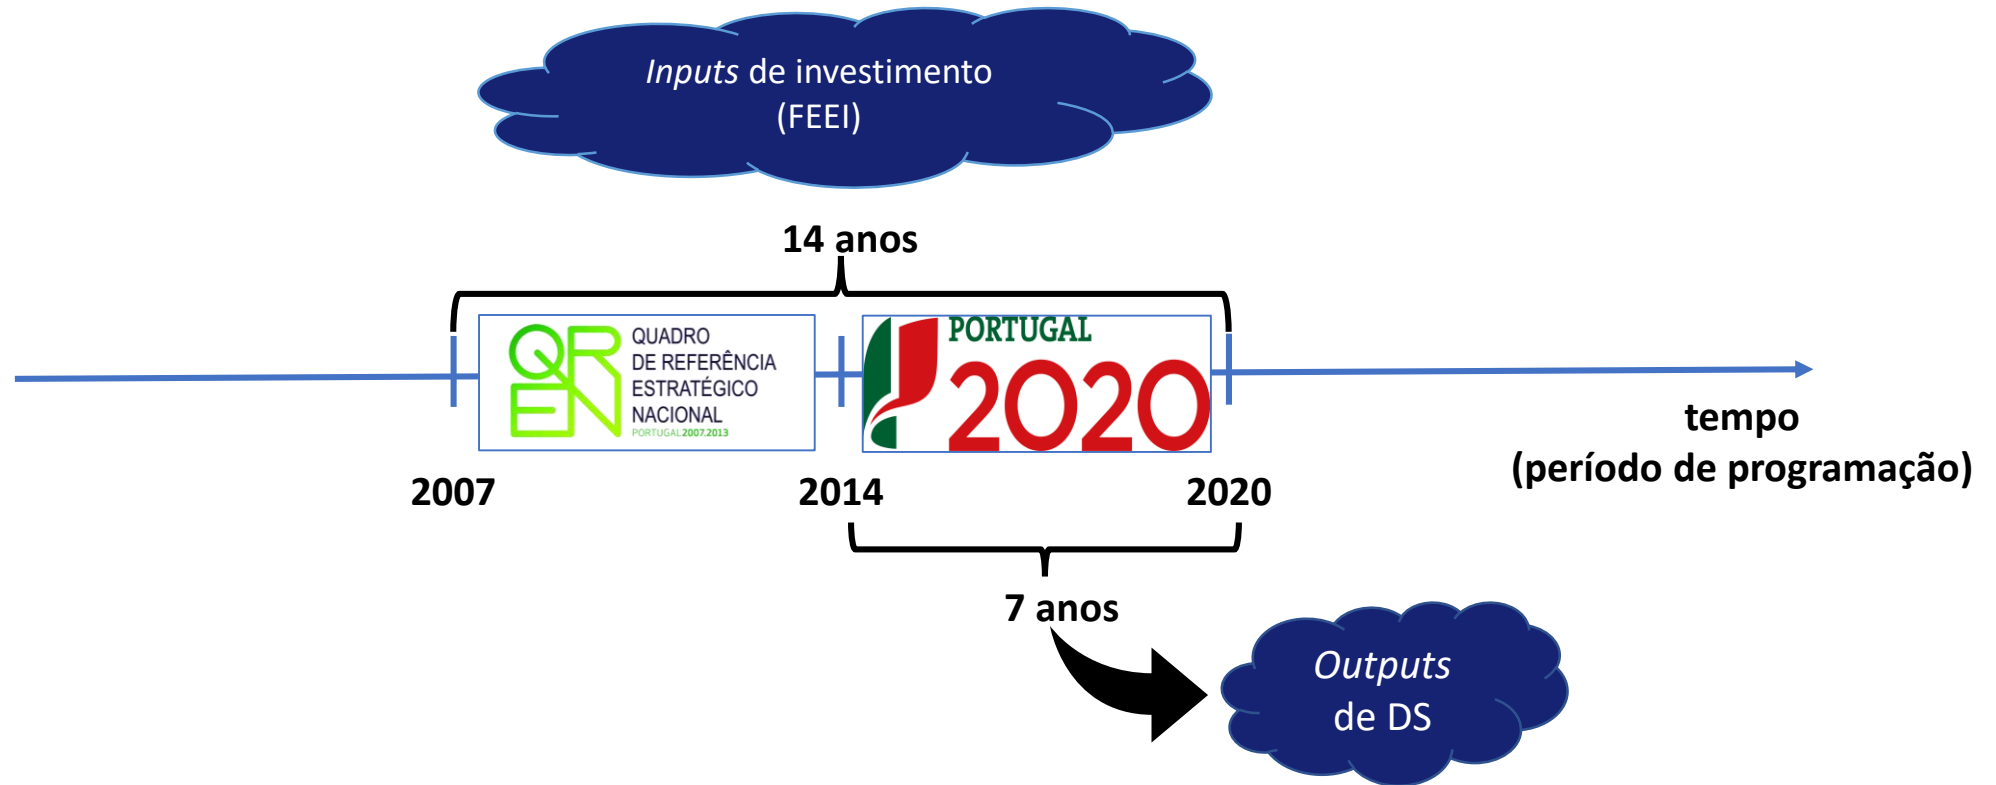 Inputs de investimento
(FEEI)
14 anos
QREN
QUADRO
DE REFERÊNCIA
ESTRATÉGICO
NACIONAL
PORTUGAL 2007.2013
PORTUGAL
2020
2007
2014
2020
tempo
(período de programação)
7 anos
Outputs
de DS